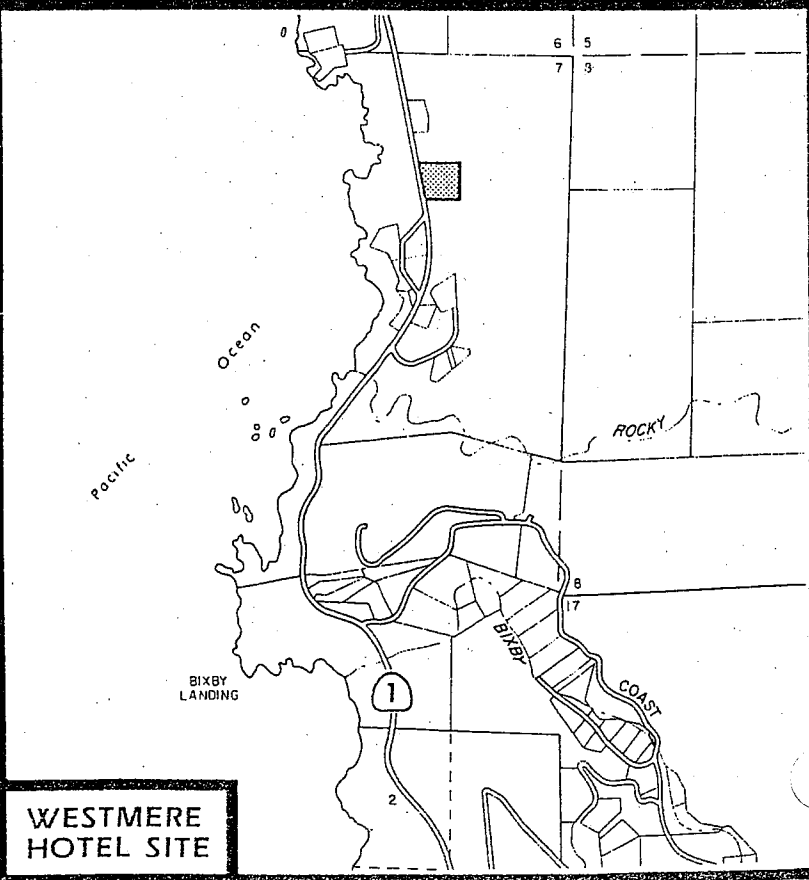 6 5
7 8
Ocean
Pacific
ROCKY
8
17
BIXBY
COAST
BIXBY
LANDING
1
2
WESTMERE
HOTEL SITE